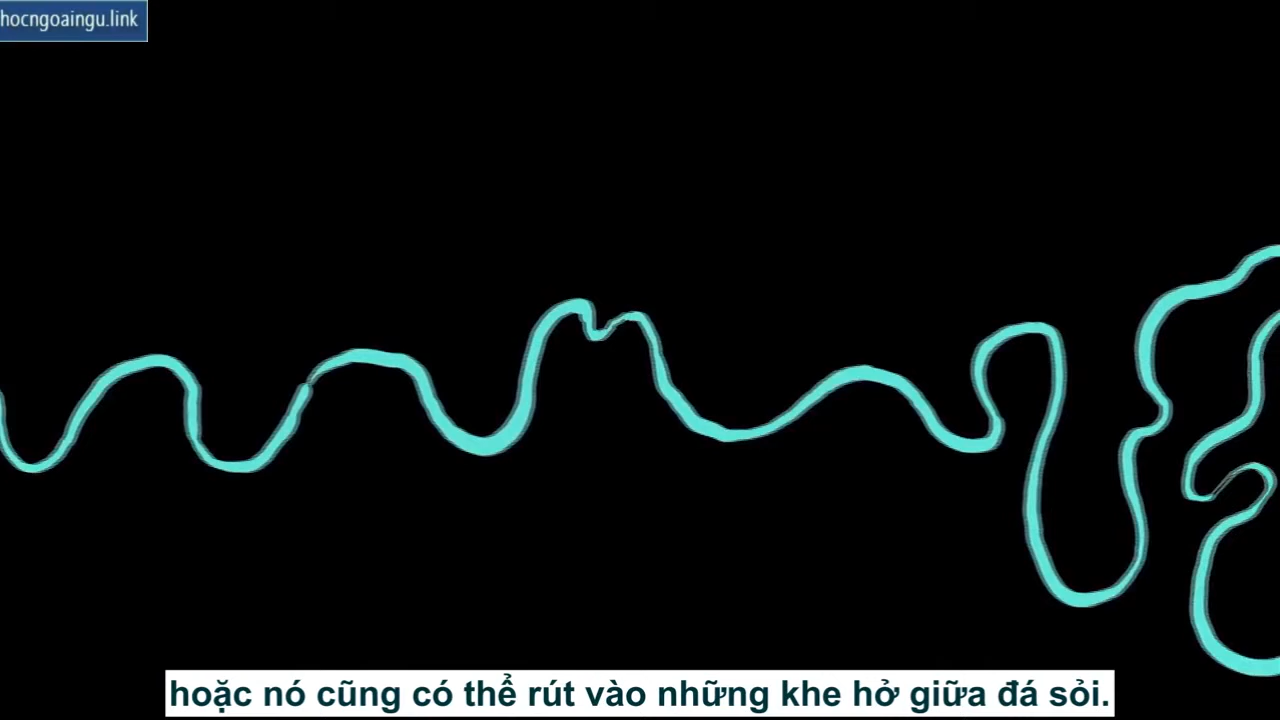 hocngoaingu.link
hoặc nó cũng có thể rút vào những khe hở giữa đá sỏi.